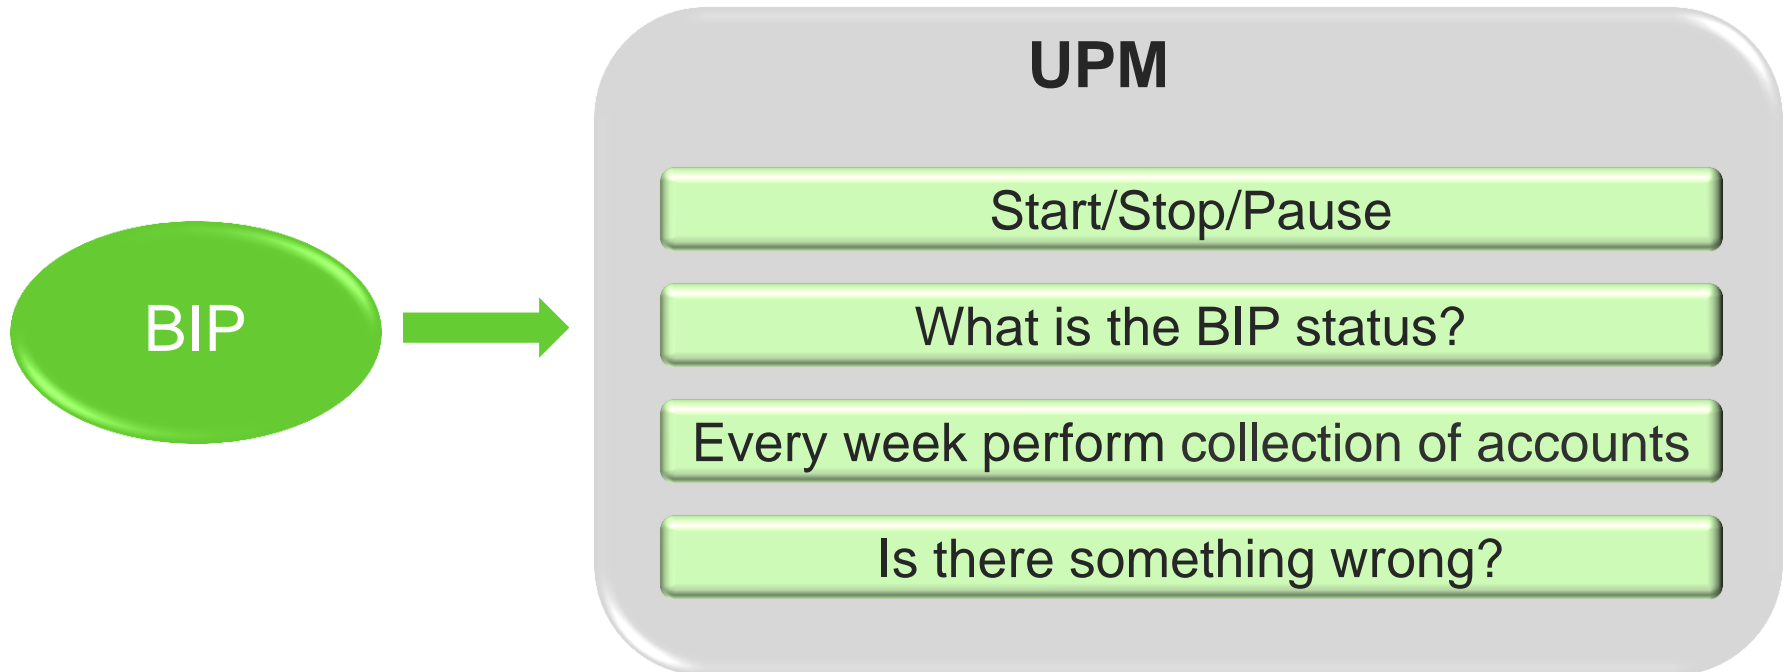 UPM
Start/Stop/Pause
BIP
What is the BIP status?
Every week perform collection of accounts
Is there something wrong?